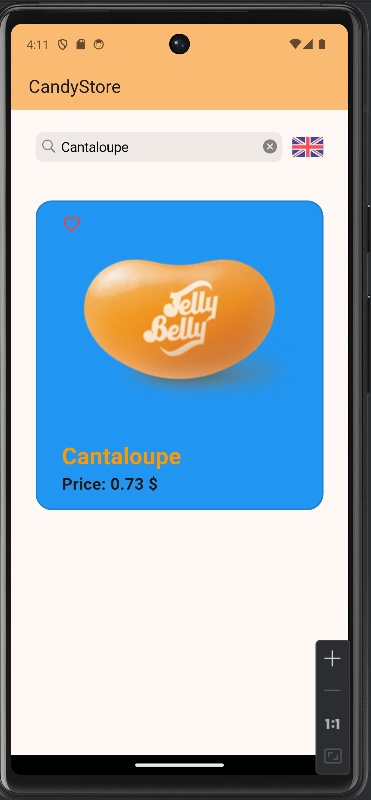 4:11
CandyStore
Cantaloupe
Jelly
Belly
Cantaloupe
Price: 0.73 $
1:1